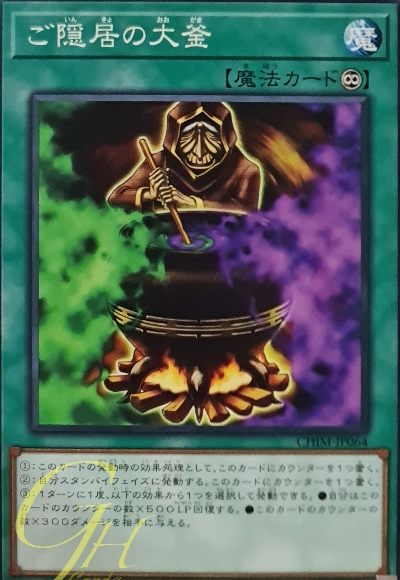 ご隠居の大釜
魔
【魔法カード∞】
CHIM-JP064
①:このカードの発動時の効果処理として、このカードにカウンターを1つ置く。
②:自分スタンバイフェイズに発動する。このカードにカウンターを1つ置く。
③:1ターンに1度、以下の効果から1つを選択して発動できる。●自分はこ
のカードのカウンターの数×500LP回復する。●このカードのカウンターの
数×300ダメージを相手に与える。
GH